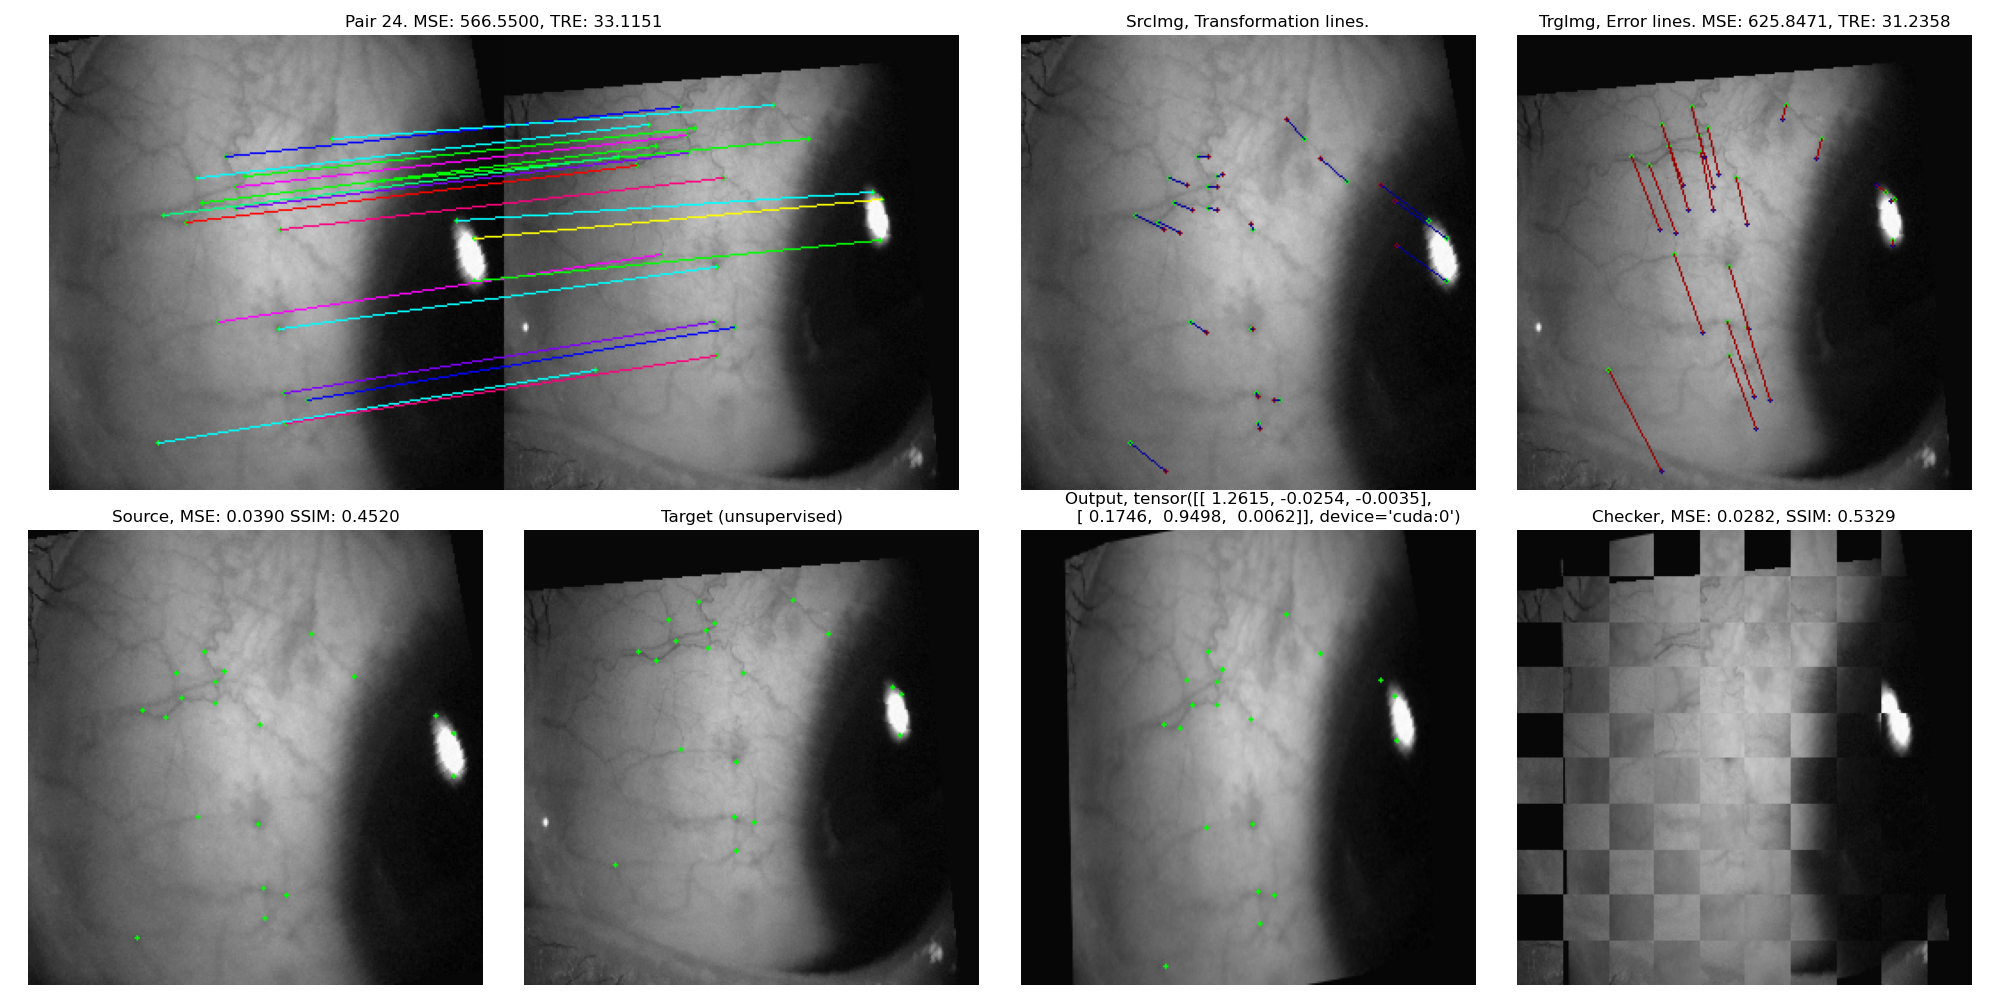 Pair 24. MSE: 566.5500, TRE: 33.1151
SrcImg, Transformation lines.
TrgImg, Error lines. MSE: 625.8471, TRE: 31.2358
Source, MSE: 0.0390 SSIM: 0.4520
Target (unsupervised)
Output, tensor([[ 1.2615, -0.0254, -0.0035],
[ 0.1746, 0.9498, 0.0062]], device='cuda:0')
Checker, MSE: 0.0282, SSIM: 0.5329